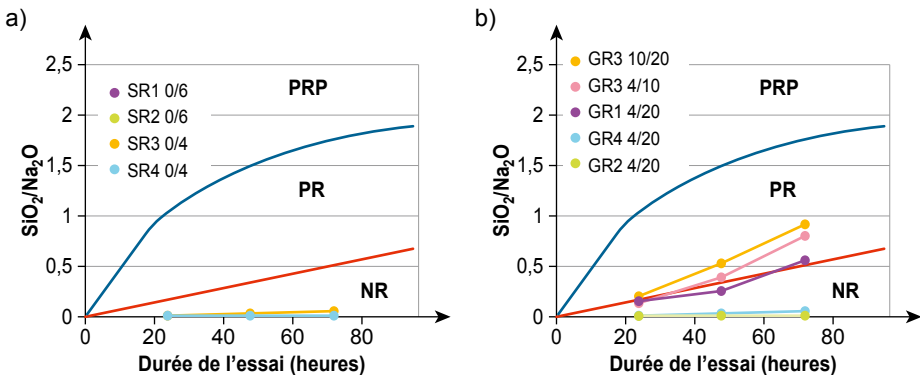 a)
SiO₂/Na₂O
2,5
2
1,5
1
0,5
0
SR1 0/6
SR2 0/6
SR3 0/4
SR4 0/4
PRP
PR
NR
0 20 40 60 80
Durée de l'essai (heures)
b)
SiO₂/Na₂O
2,5
2
1,5
1
0,5
0
GR3 10/20
GR3 4/10
GR1 4/20
GR4 4/20
GR2 4/20
PRP
PR
NR
0 20 40 60 80
Durée de l'essai (heures)